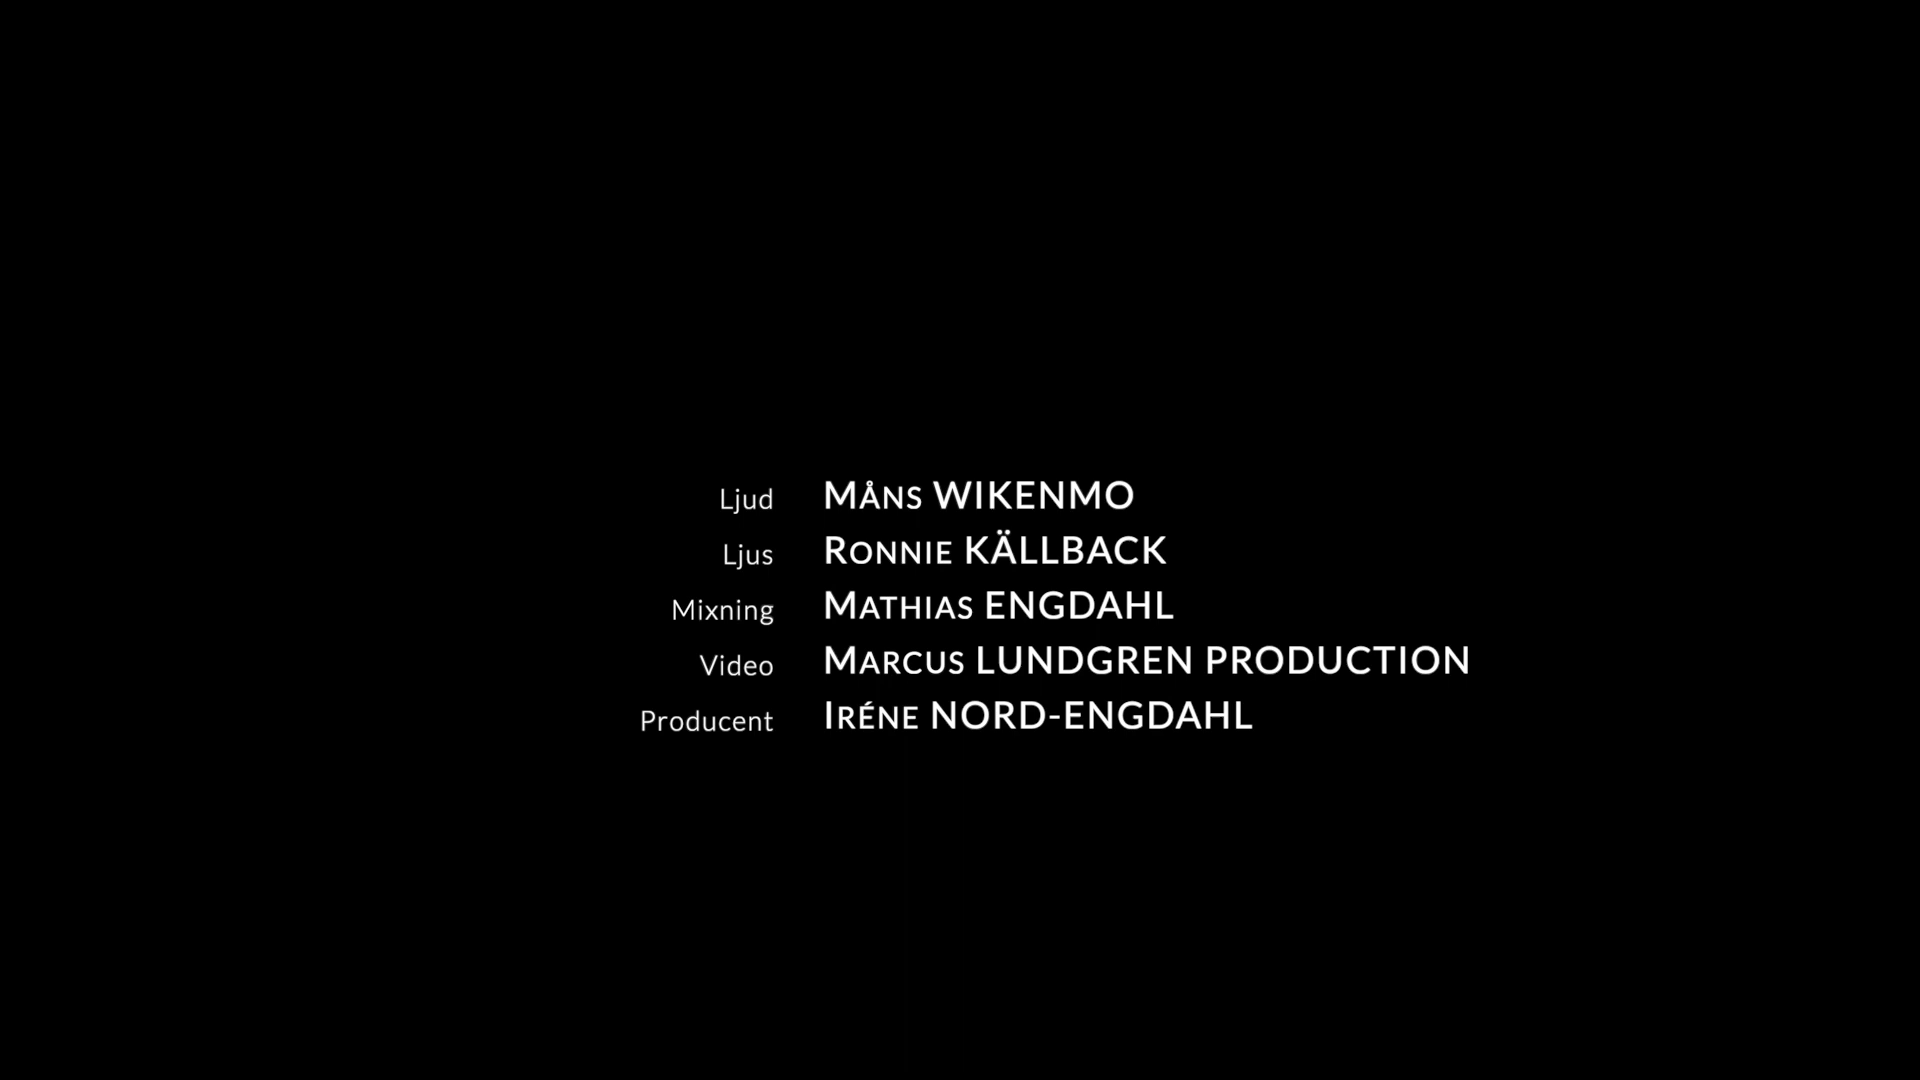 Ljud Måns WIKENMO
Ljus Ronnie KÄLLBACK
Mixning Mathias ENGDAHL
Video Marcus LUNDGREN PRODUCTION
Producent Iréne NORD-ENGDAHL